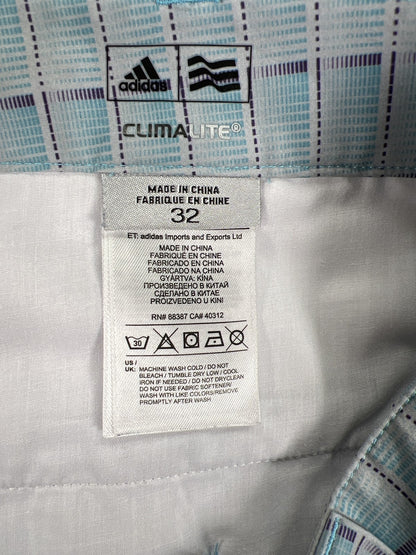 adidas
CLIMALITE®
MADE IN CHINA
FABRIQUE EN CHINE
32
ET: adidas Imports and Exports Ltd
MADE IN CHINA
FABRIQUÉ EN CHINE
FABRICADO EN CHINA
FABRICADO NA CHINA
GYÁRTVA: KÍNA
ПРОИЗВЕДЕНО В КИТАЕ
СДЕЛАНО В КИТАЕ
PROIZVEDENO U KINI
RN# 88387 CA# 40312
30
US /
UK: MACHINE WASH COLD / DO NOT
BLEACH / TUMBLE DRY LOW / COOL
IRON IF NEEDED / DO NOT DRYCLEAN
DO NOT USE FABRIC SOFTENER/
WASH WITH LIKE COLORS/REMOVE
PROMPTLY AFTER WASH